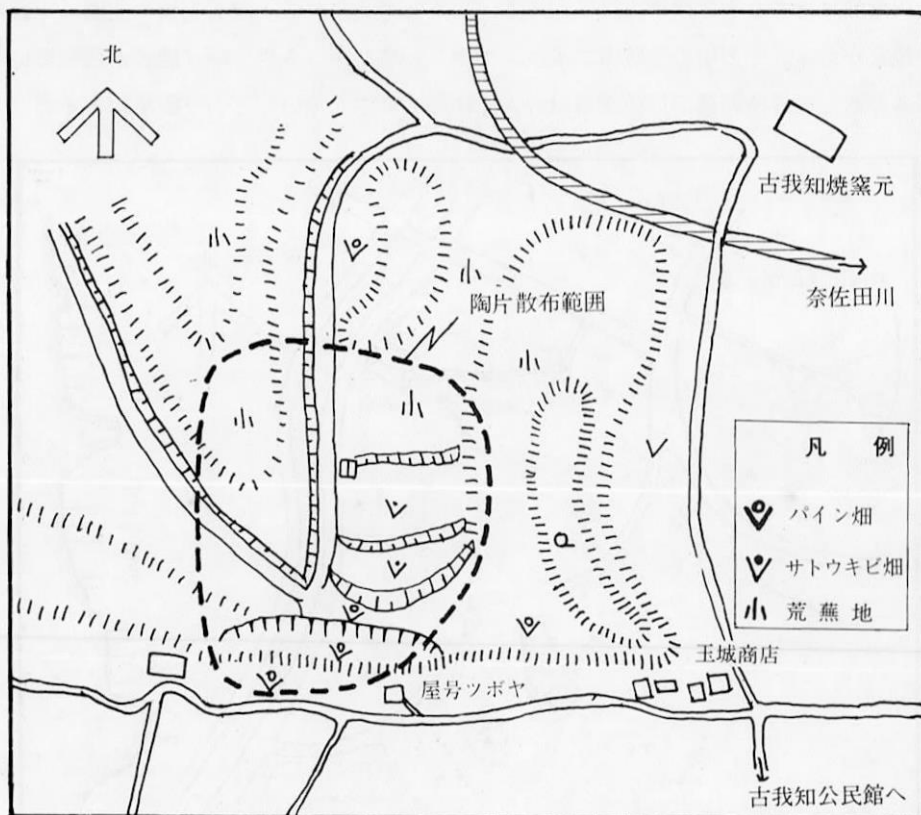 北
古我知焼窯元
奈佐田川
陶片散布範囲
凡例
パイン畑
サトウキビ畑
荒蕪地
玉城商店
屋号ツボヤ
古我知公民館へ